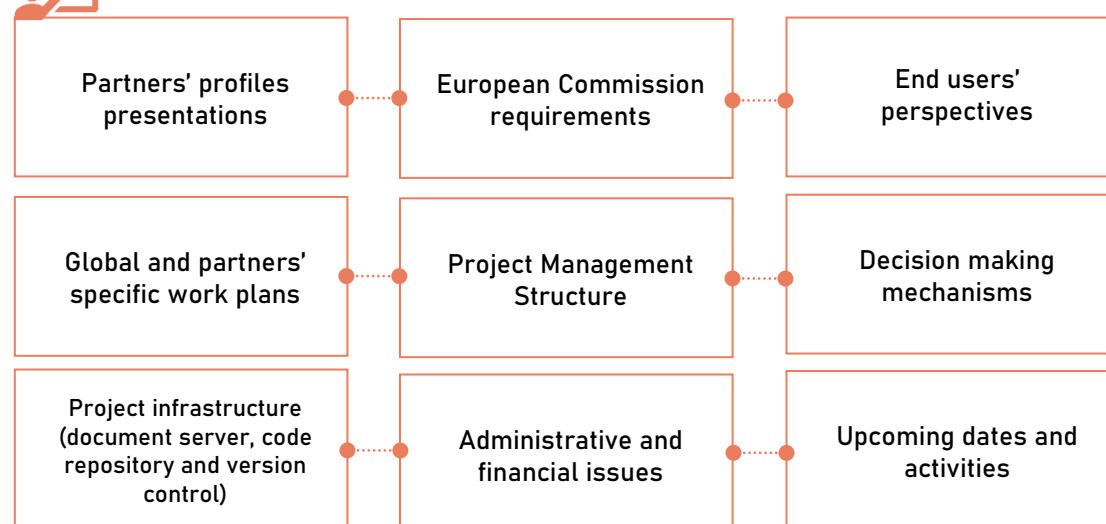 Partners’ profiles
presentations
European Commission
requirements
End users’
perspectives
Global and partners’
specific work plans
Project Management
Structure
Decision making
mechanisms
Project infrastructure
(document server, code
repository and version
control)
Administrative and
financial issues
Upcoming dates and
activities